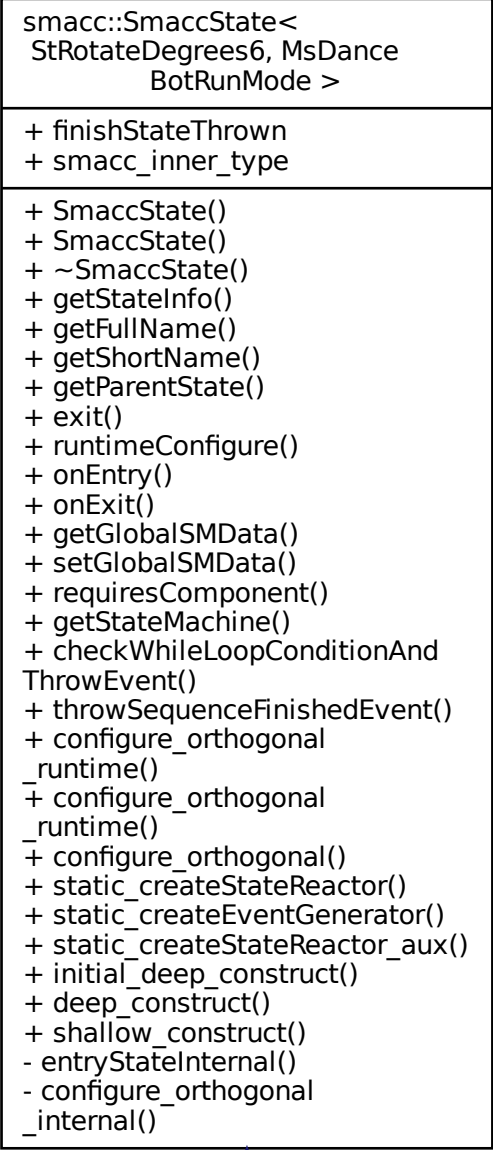 smacc::SmaccState<
StRotateDegrees6, MsDance
BotRunMode >
+ finishStateThrown
+ smacc_inner_type
+ SmaccState()
+ SmaccState()
+ ~SmaccState()
+ getStateInfo()
+ getFullName()
+ getShortName()
+ getParentState()
+ exit()
+ runtimeConfigure()
+ onEntry()
+ onExit()
+ getGlobalSMData()
+ setGlobalSMData()
+ requiresComponent()
+ getStateMachine()
+ checkWhileLoopConditionAnd
ThrowEvent()
+ throwSequenceFinishedEvent()
+ configure_orthogonal
_runtime()
+ configure_orthogonal
_runtime()
+ configure_orthogonal()
+ static_createStateReactor()
+ static_createEventGenerator()
+ static_createStateReactor_aux()
+ initial_deep_construct()
+ deep_construct()
+ shallow_construct()
- entryStateInternal()
- configure_orthogonal
_internal()